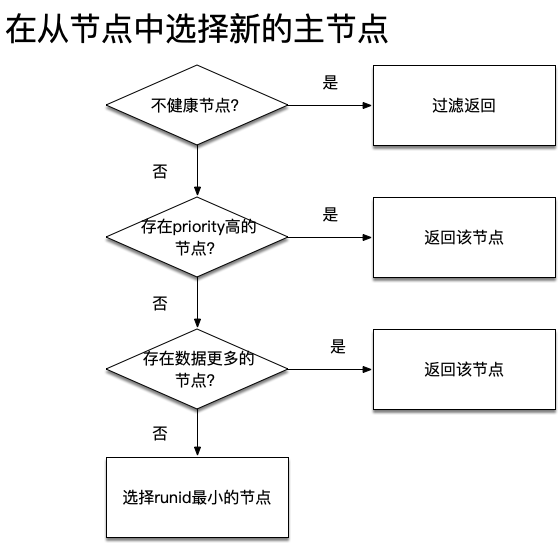 在从节点中选择新的主节点
不健康节点?
是
过滤返回
否
存在priority高的
节点?
是
返回该节点
否
存在数据更多的
节点?
是
返回该节点
否
选择runid最小的节点